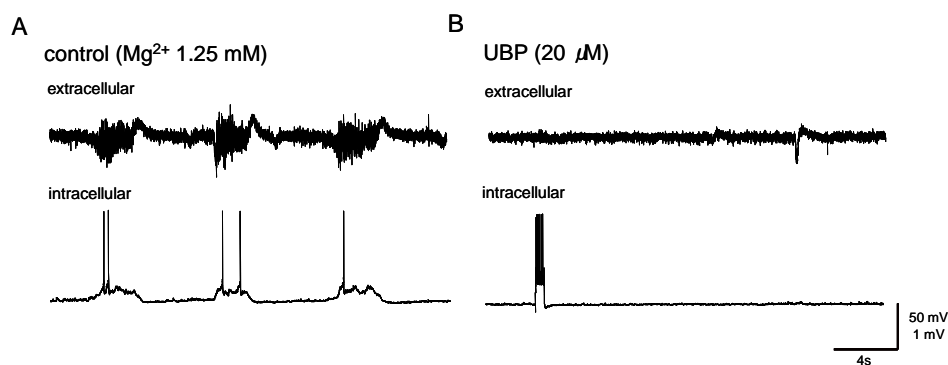 A
control (Mg²⁺ 1.25 mM)
extracellular
intracellular
B
UBP (20 µM)
extracellular
intracellular
50 mV
1 mV
4s